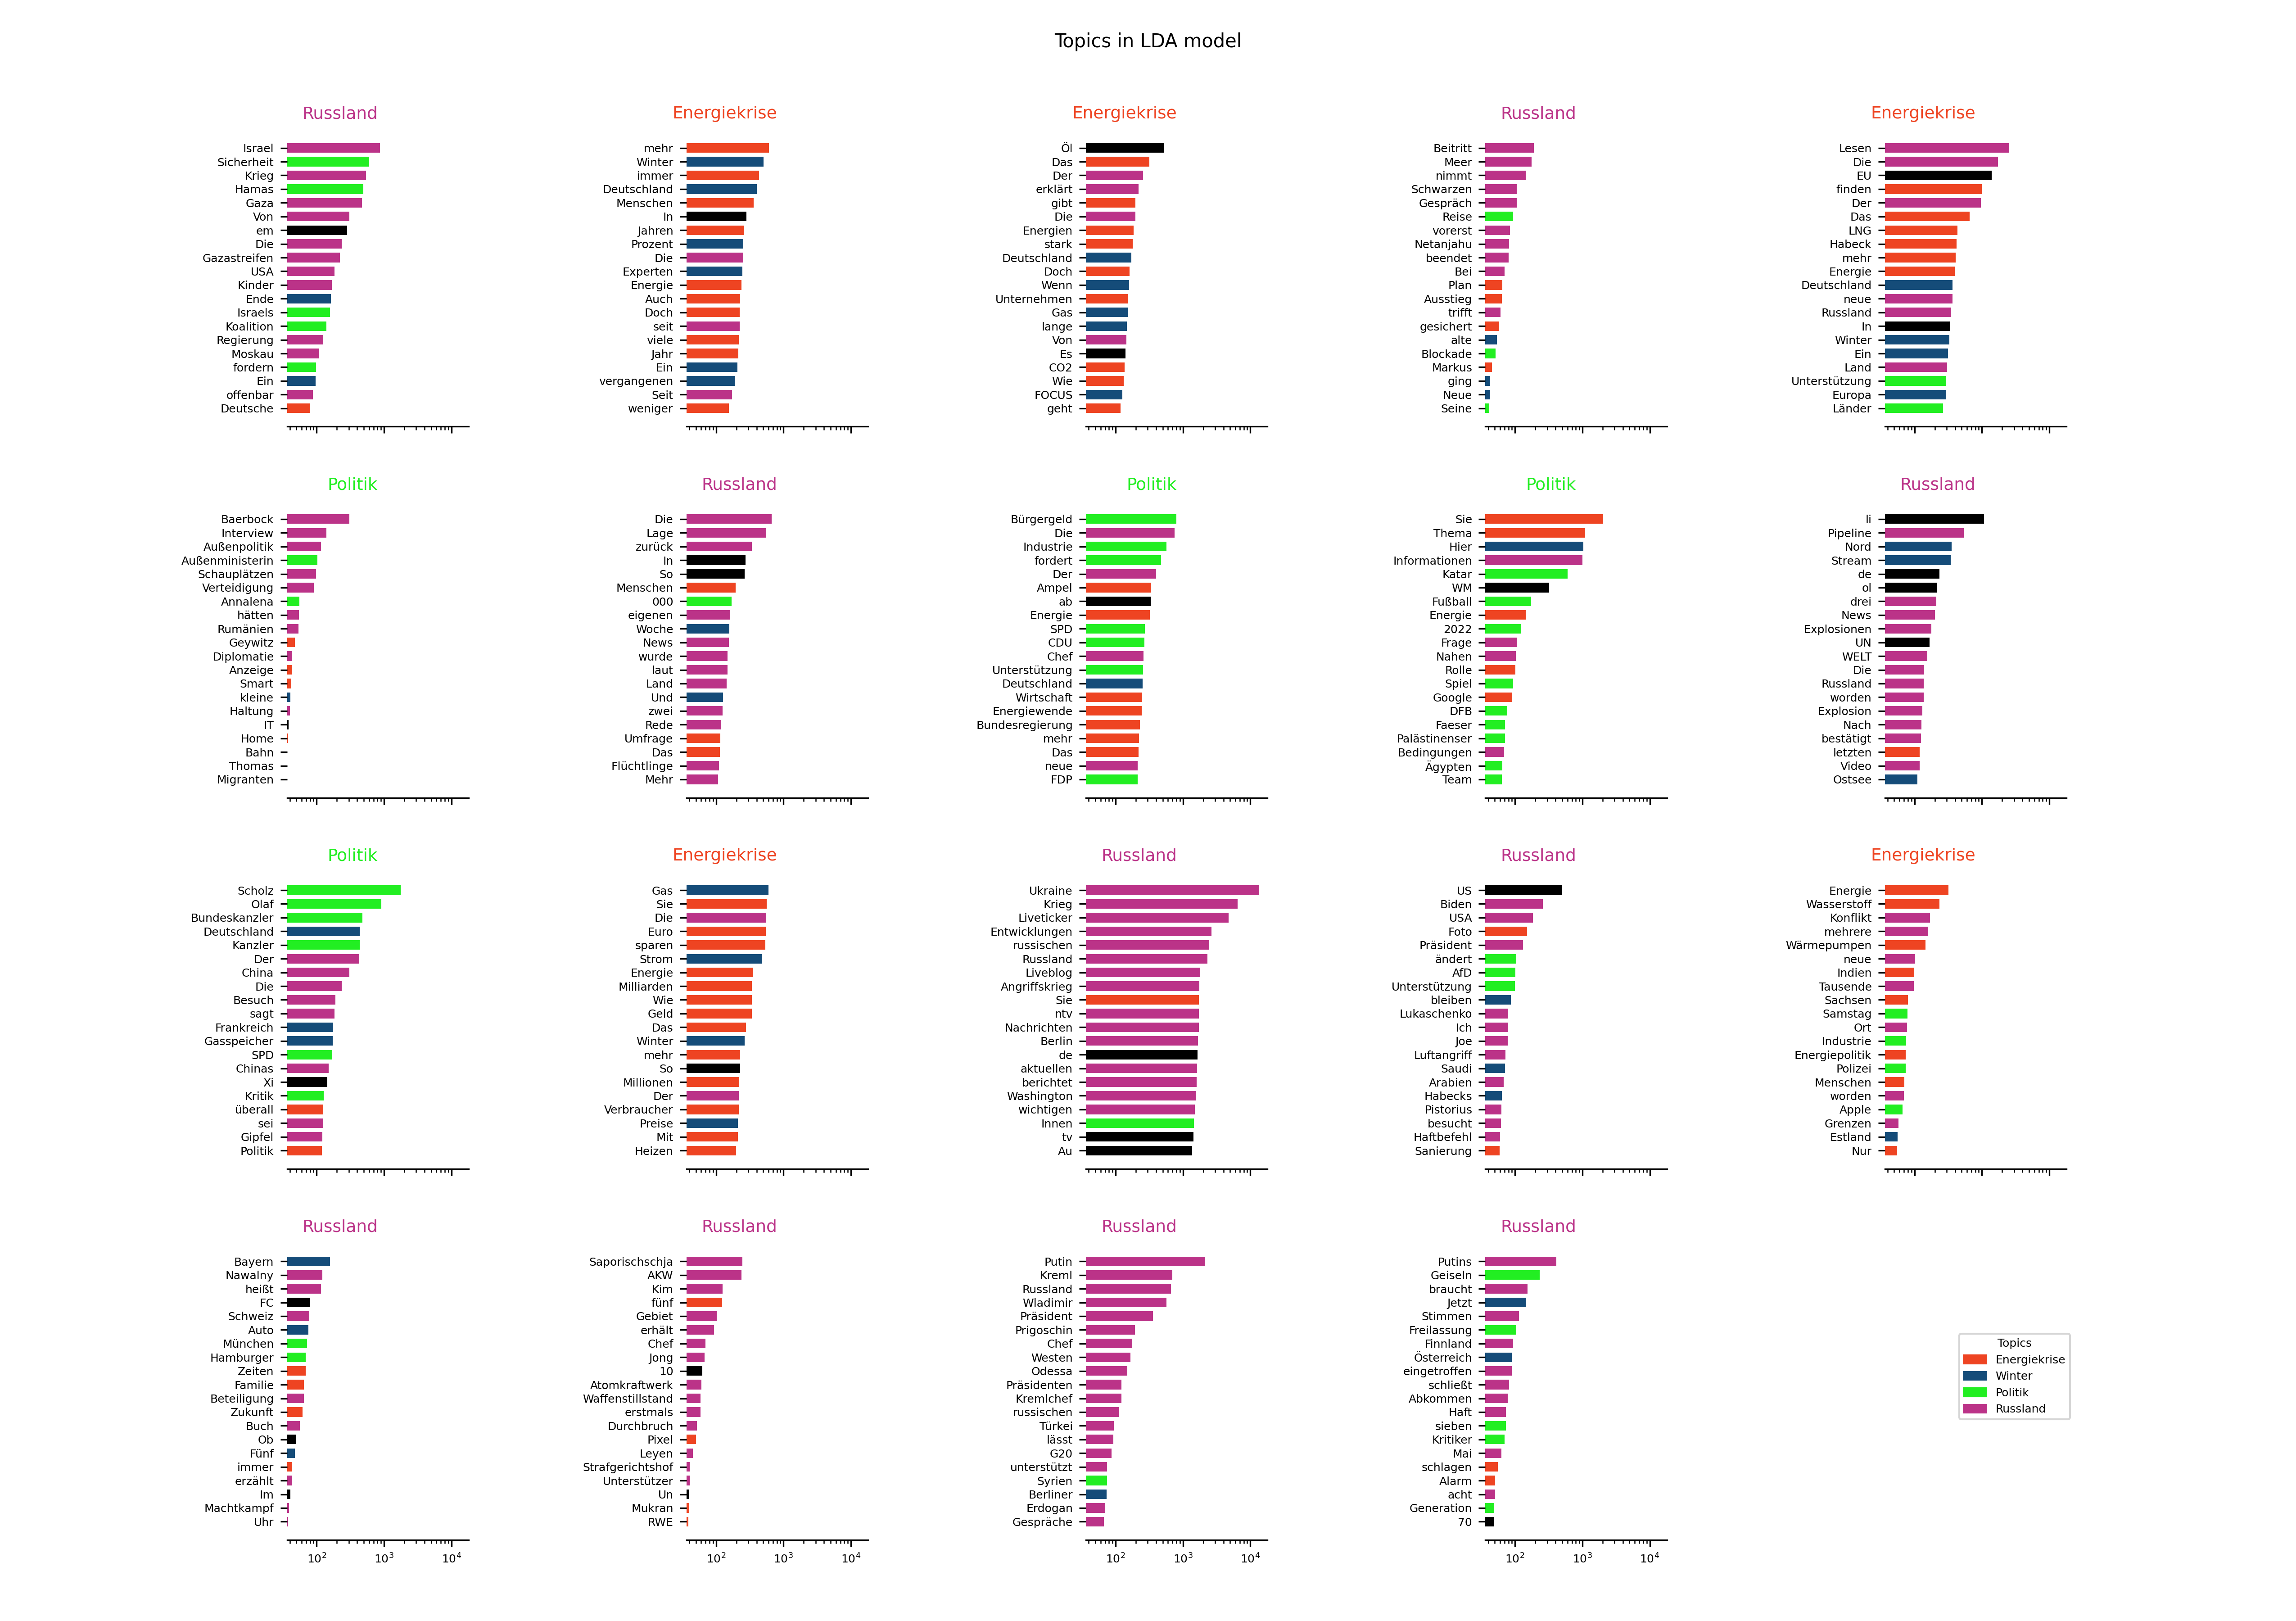 Topics in LDA model
Russland
Israel
Sicherheit
Krieg
Hamas
Gaza
Von
em
Die
Gazastreifen
USA
Kinder
Ende
Israels
Koalition
Regierung
Moskau
fordern
Ein
offenbar
Deutsche
Energiekrise
mehr
Winter
immer
Deutschland
Menschen
In
Jahren
Prozent
Die
Experten
Energie
Auch
Doch
seit
viele
Jahr
Ein
vergangenen
Seit
weniger
Energiekrise
Öl
Das
Der
erklärt
gibt
Die
Energien
stark
Deutschland
Doch
Wenn
Unternehmen
Gas
lange
Von
Es
CO2
Wie
FOCUS
geht
Russland
Beitritt
Meer
nimmt
Schwarzen
Gespräch
Reise
vorerst
Netanjahu
beendet
Bei
Plan
Ausstieg
trifft
gesichert
alte
Blockade
Markus
ging
Neue
Seine
Energiekrise
Lesen
Die
EU
finden
Der
Das
LNG
Habeck
mehr
Energie
Deutschland
neue
Russland
In
Winter
Ein
Land
Unterstützung
Europa
Länder
Politik
Baerbock
Interview
Außenpolitik
Außenministerin
Schauplätzen
Verteidigung
Annalena
hätten
Rumänien
Geywitz
Diplomatie
Anzeige
Smart
kleine
Haltung
IT
Home
Bahn
Thomas
Migranten
Russland
Die
Lage
zurück
In
So
Menschen
000
eigenen
Woche
News
wurde
laut
Land
Und
zwei
Rede
Umfrage
Das
Flüchtlinge
Mehr
Politik
Bürgergeld
Die
Industrie
fordert
Der
Ampel
ab
Energie
SPD
CDU
Chef
Unterstützung
Deutschland
Wirtschaft
Energiewende
Bundesregierung
mehr
Das
neue
FDP
Politik
Sie
Thema
Hier
Informationen
Katar
WM
Fußball
Energie
2022
Frage
Nahen
Rolle
Spiel
Google
DFB
Faeser
Palästinenser
Bedingungen
Ägypten
Team
Russland
li
Pipeline
Nord
Stream
de
ol
drei
News
Explosionen
UN
WELT
Die
Russland
worden
Explosion
Nach
bestätigt
letzten
Video
Ostsee
Politik
Scholz
Olaf
Bundeskanzler
Deutschland
Kanzler
Der
China
Die
Besuch
sagt
Frankreich
Gasspeicher
SPD
Chinas
Xi
Kritik
überall
sei
Gipfel
Politik
Energiekrise
Gas
Sie
Die
Euro
sparen
Strom
Energie
Milliarden
Wie
Geld
Das
Winter
mehr
So
Millionen
Der
Verbraucher
Preise
Mit
Heizen
Russland
Ukraine
Krieg
Liveticker
Entwicklungen
russischen
Russland
Liveblog
Angriffskrieg
Sie
ntv
Nachrichten
Berlin
de
aktuellen
berichtet
Washington
wichtigen
Innen
tv
Au
Russland
US
Biden
USA
Foto
Präsident
ändert
AfD
Unterstützung
bleiben
Lukaschenko
Ich
Joe
Luftangriff
Saudi
Arabien
Habecks
Pistorius
besucht
Haftbefehl
Sanierung
Energiekrise
Energie
Wasserstoff
Konflikt
mehrere
Wärmepumpen
neue
Indien
Tausende
Sachsen
Samstag
Ort
Industrie
Energiepolitik
Polizei
Menschen
worden
Apple
Grenzen
Estland
Nur
Russland
Bayern
Nawalny
heißt
FC
Schweiz
Auto
München
Hamburger
Zeiten
Familie
Beteiligung
Zukunft
Buch
Ob
Fünf
immer
erzählt
Im
Machtkampf
Uhr
10² 10³ 10⁴
Russland
Saporischschja
AKW
Kim
fünf
Gebiet
erhält
Chef
Jong
10
Atomkraftwerk
Waffenstillstand
erstmals
Durchbruch
Pixel
Leyen
Strafgerichtshof
Unterstützer
Un
Mukran
RWE
10² 10³ 10⁴
Russland
Putin
Kreml
Russland
Wladimir
Präsident
Prigoschin
Chef
Westen
Odessa
Präsidenten
Kremlchef
russischen
Türkei
lässt
G20
unterstützt
Syrien
Berliner
Erdogan
Gespräche
10² 10³ 10⁴
Russland
Putins
Geiseln
braucht
Jetzt
Stimmen
Freilassung
Finnland
Österreich
eingetroffen
schließt
Abkommen
Haft
sieben
Kritiker
Mai
schlagen
Alarm
acht
Generation
70
10² 10³ 10⁴
Topics
Energiekrise
Winter
Politik
Russland